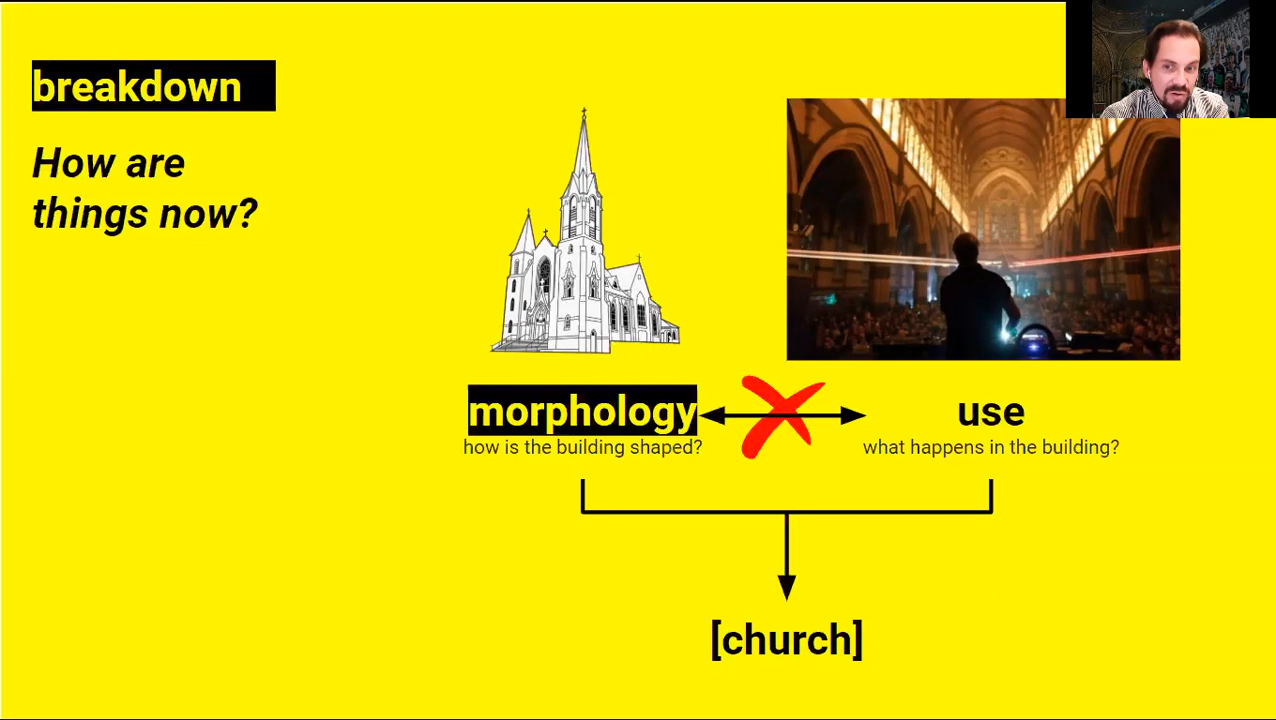 breakdown
How are
things now?
morphology
use
how is the building shaped?
what happens in the building?
[church]